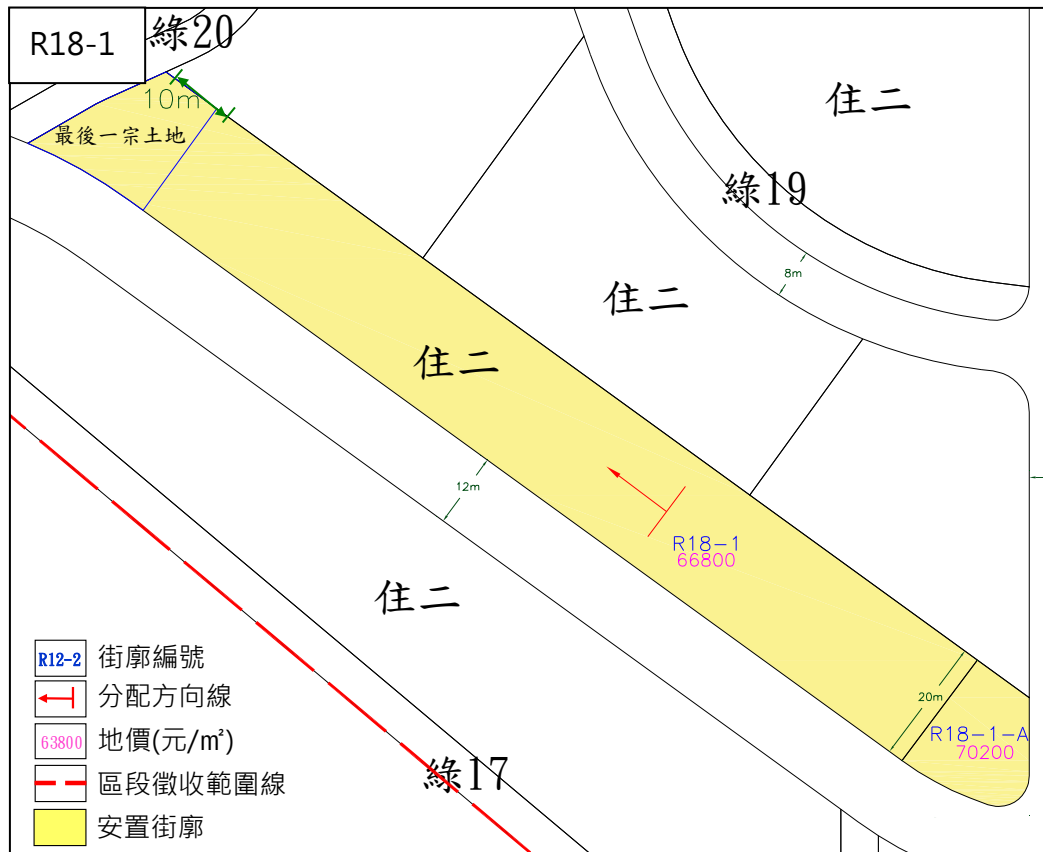 R18-1
綠20
10m
最後一宗土地
住二
綠19
8m
住二
住二
12m
R18-1
66800
住二
20m
R18-1-A
70200
綠17
R12-2 街廓編號
分配方向線
63800 地價(元/㎡)
區段徵收範圍線
安置街廓